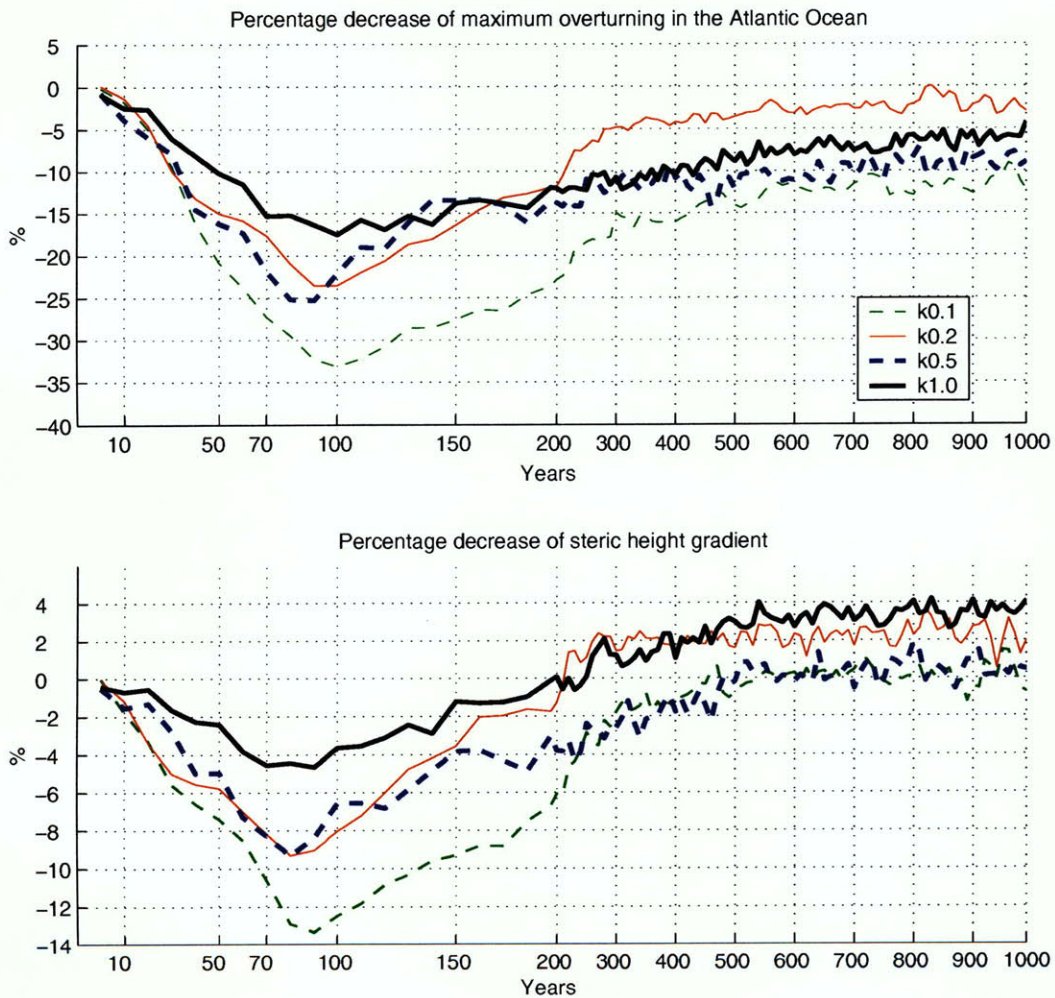 Percentage decrease of maximum overturning in the Atlantic Ocean
5
0
−5
−10
−15
−20
−25
−30
−35
−40
%
k0.1
k0.2
k0.5
k1.0
10 50 70 100 150 200 300 400 500 600 700 800 900 1000
Years
Percentage decrease of steric height gradient
4
2
0
−2
−4
−6
−8
−10
−12
−14
%
10 50 70 100 150 200 300 400 500 600 700 800 900 1000
Years